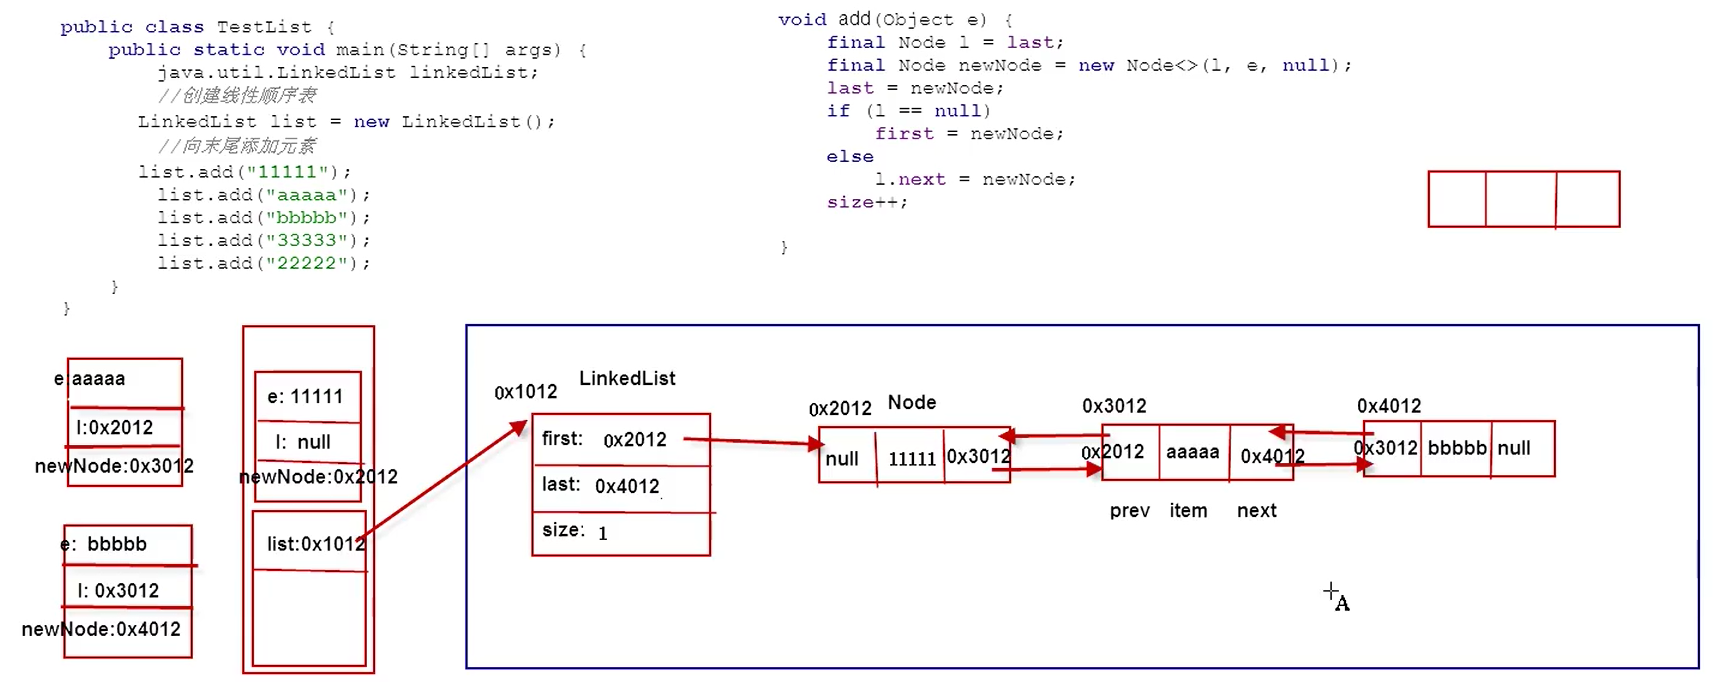 public class TestList {
public static void main(String[] args) {
java.util.LinkedList linkedList;
//创建线性顺序表
LinkedList list = new LinkedList();
//向末尾添加元素
list.add("11111");
list.add("aaaaa");
list.add("bbbbb");
list.add("33333");
list.add("22222");
}
}
void add(Object e) {
final Node l = last;
final Node newNode = new Node<>(l, e, null);
last = newNode;
if (l == null)
first = newNode;
else
l.next = newNode;
size++;
}
e:aaaaa
l:0x2012
newNode:0x3012
e: bbbbb
l: 0x3012
newNode:0x4012
e: 11111
l: null
newNode:0x2012
list:0x1012
0x1012
LinkedList
first: 0x2012
last: 0x4012
size: 1
0x2012 Node
null 11111 0x3012
0x3012
0x2012 aaaaa 0x4012
prev item next
0x4012
0x3012 bbbbb null
A